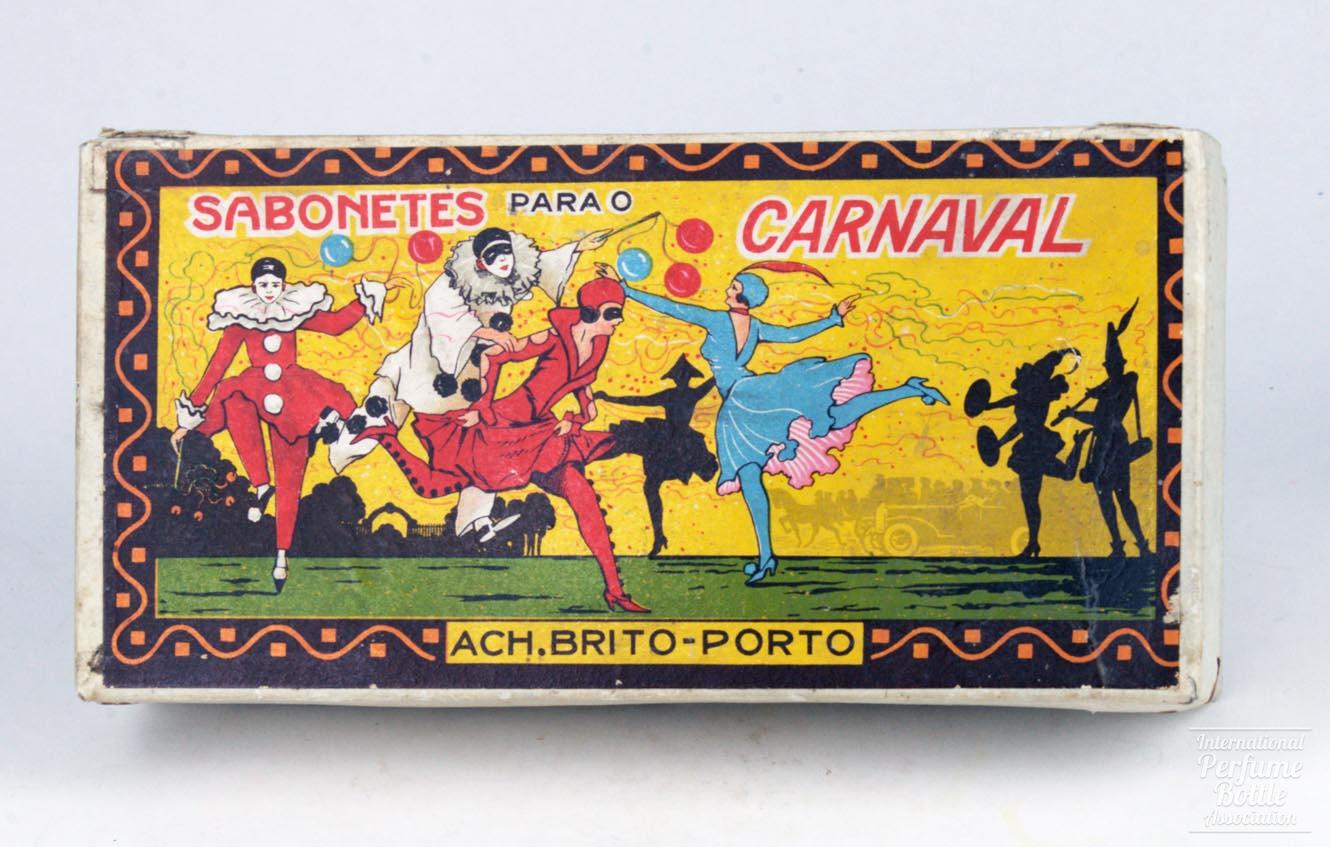 SABONETES PARA O CARNAVAL
ACH. BRITO-PORTO
International
Perfume
Bottle
Association